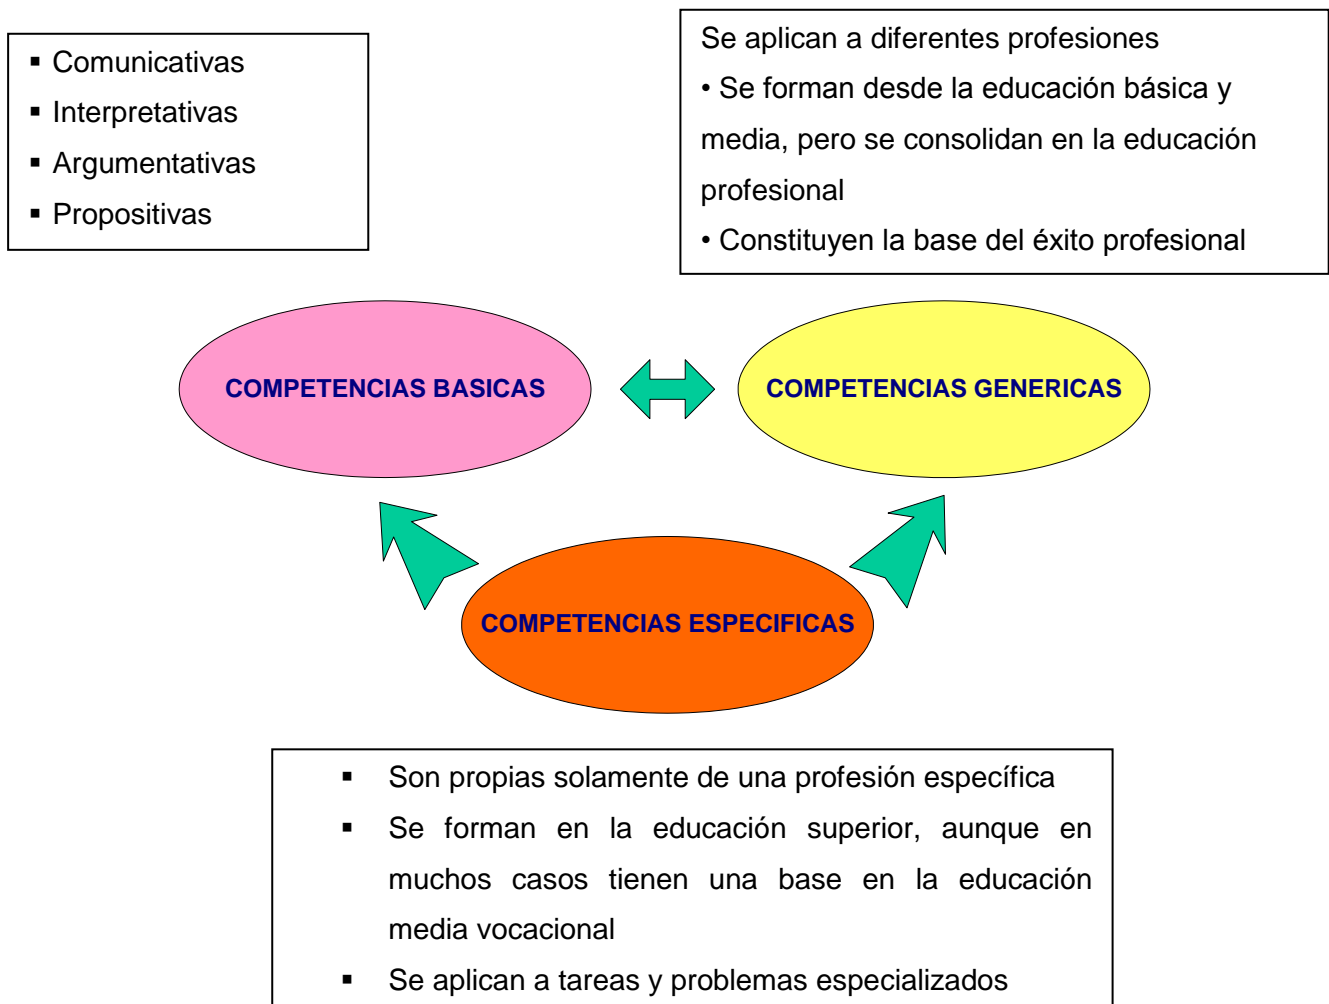 ▪ Comunicativas
▪ Interpretativas
▪ Argumentativas
▪ Propositivas
Se aplican a diferentes profesiones
• Se forman desde la educación básica y
media, pero se consolidan en la educación
profesional
• Constituyen la base del éxito profesional
COMPETENCIAS BASICAS
COMPETENCIAS GENERICAS
COMPETENCIAS ESPECIFICAS
▪ Son propias solamente de una profesión específica
▪ Se forman en la educación superior, aunque en
muchos casos tienen una base en la educación
media vocacional
▪ Se aplican a tareas y problemas especializados